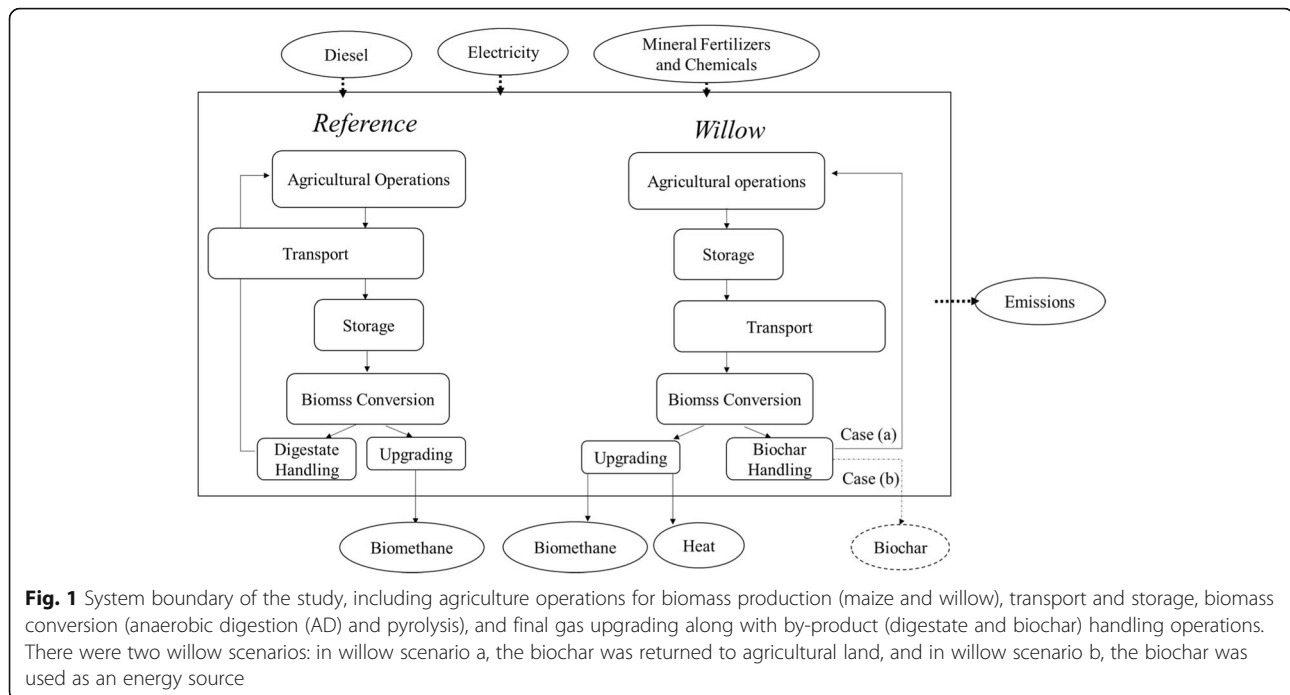 Diesel
Electricity
Mineral Fertilizers
and Chemicals
Reference
Willow
Agricultural Operations
Agricultural operations
Transport
Storage
Storage
Transport
Emissions
Biomss Conversion
Biomss Conversion
Digestate
Handling
Upgrading
Upgrading
Biochar
Handling
Case (a)
Case (b)
Biomethane
Biomethane
Heat
Biochar
Fig. 1 System boundary of the study, including agriculture operations for biomass production (maize and willow), transport and storage, biomass
conversion (anaerobic digestion (AD) and pyrolysis), and final gas upgrading along with by-product (digestate and biochar) handling operations.
There were two willow scenarios: in willow scenario a, the biochar was returned to agricultural land, and in willow scenario b, the biochar was
used as an energy source